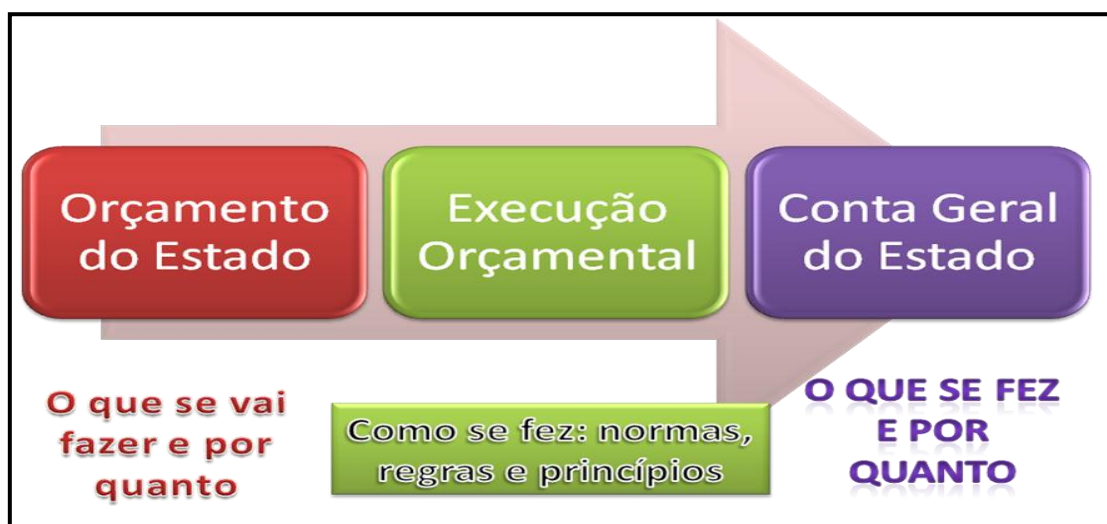 Orçamento
do Estado
Execução
Orçamental
Conta Geral
do Estado
O que se vai
fazer e por
quanto
Como se fez: normas,
regras e princípios
O QUE SE FEZ
E POR
QUANTO